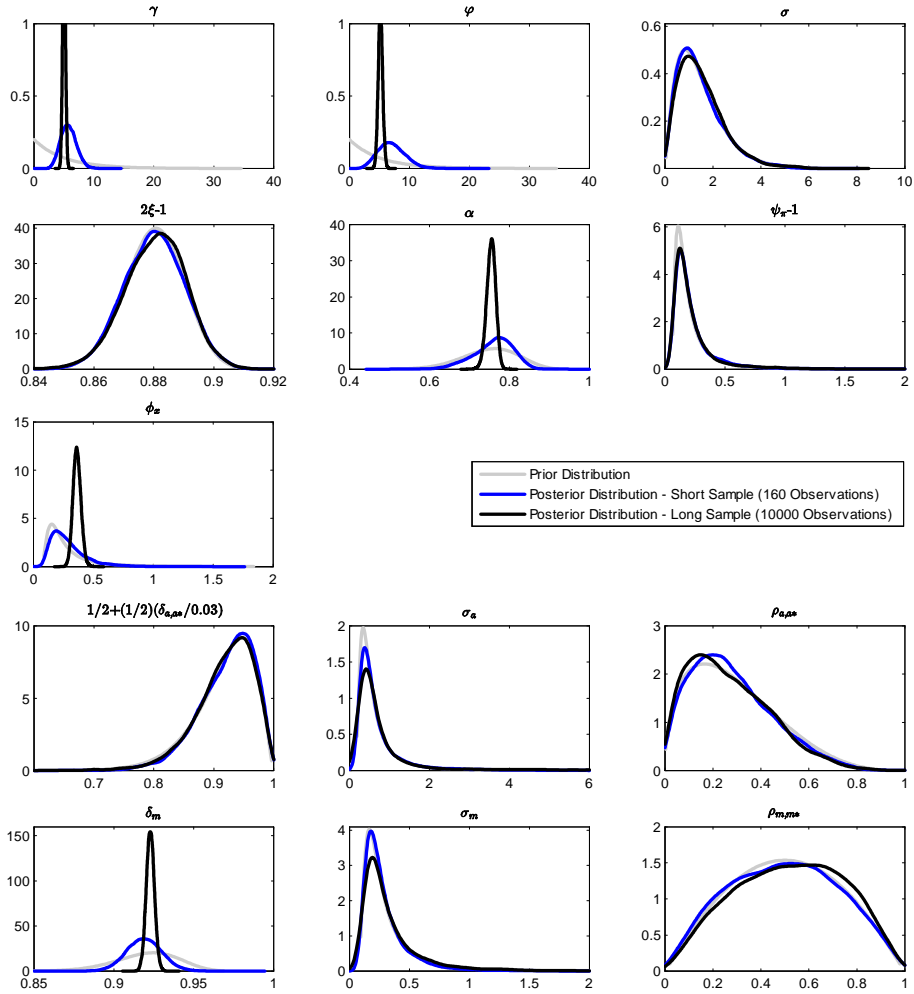 γ φ σ
1 1 0.6
0.5 0.5 0.4
0.2
0 0 0
0 10 20 30 40 0 10 20 30 40 0 2 4 6 8 10
2ξ-1 α ψπ-1
40 40 6
30 30 4
20 20 2
10 10
0 0 0
0.84 0.86 0.88 0.9 0.92 0.4 0.6 0.8 1 0 0.5 1 1.5 2
ϕx
15
10
5
0
0 0.5 1 1.5 2
Prior Distribution
Posterior Distribution - Short Sample (160 Observations)
Posterior Distribution - Long Sample (10000 Observations)
1/2+(1/2)(δa,a*/0.03) σa ρa,a*
10 2 3
1.5 2
5 1
0.5 1
0 0 0
0.7 0.8 0.9 1 0 2 4 6 0 0.2 0.4 0.6 0.8 1
δm σm ρm,m*
150 4 2
3 1.5
100 2 1
50 1 0.5
0 0 0
0.85 0.9 0.95 1 0 0.5 1 1.5 2 0 0.2 0.4 0.6 0.8 1